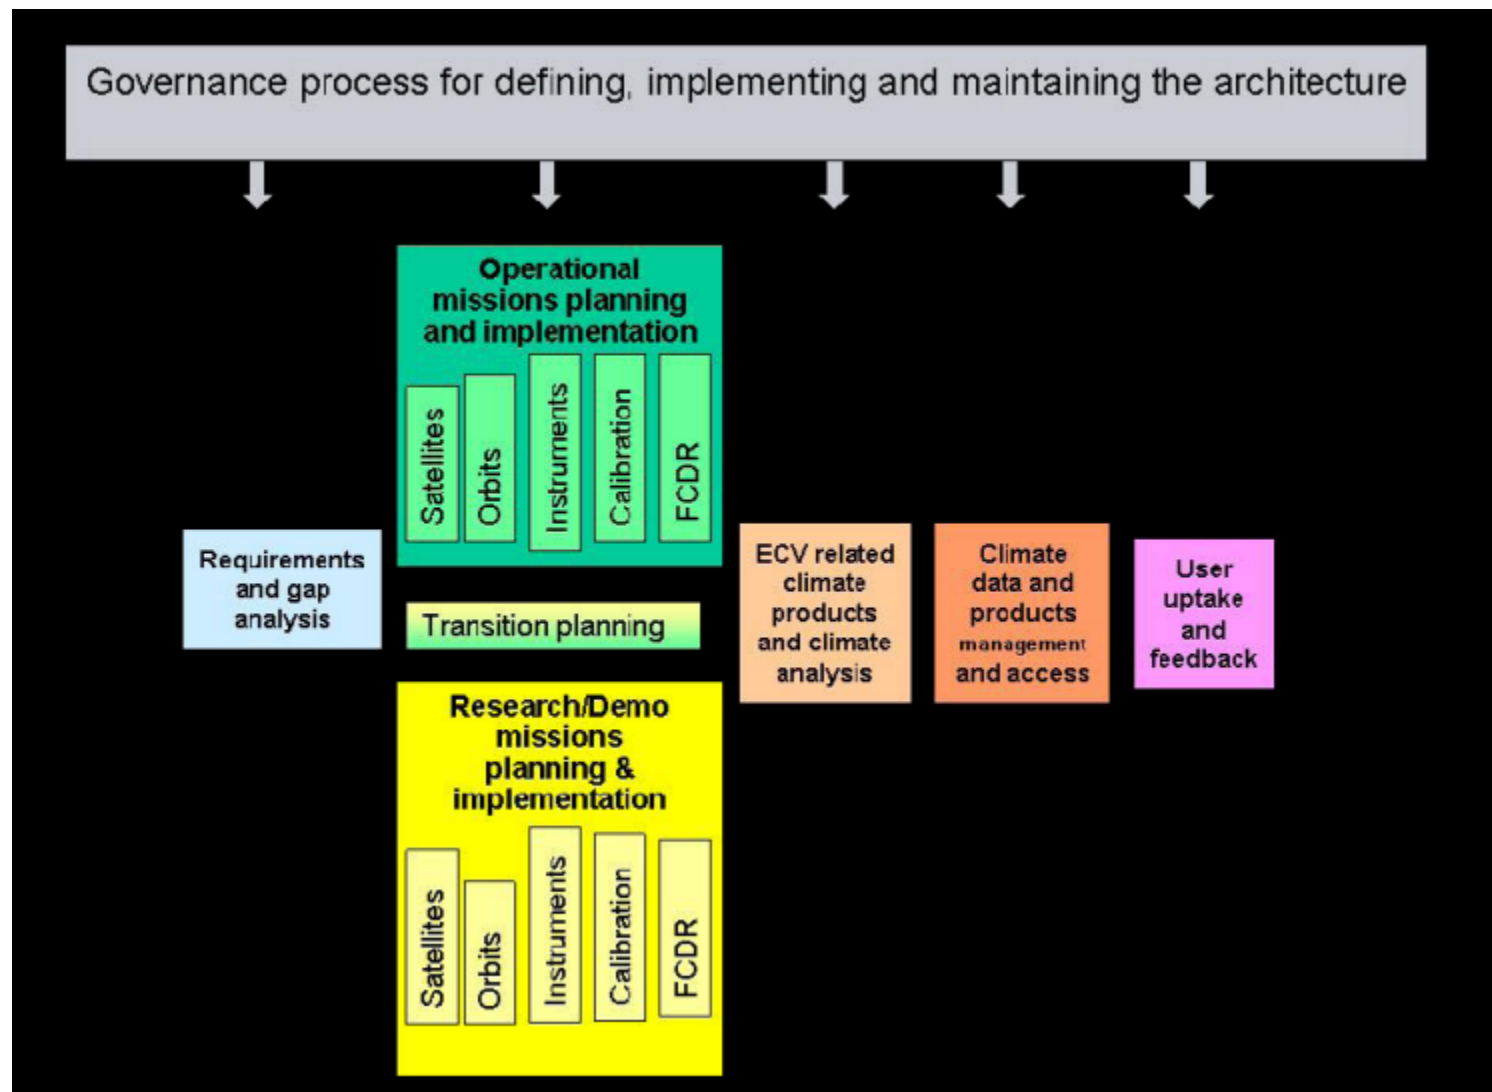 Governance process for defining, implementing and maintaining the architecture
Operational
missions planning
and implementation
Satellites
Orbits
Instruments
Calibration
FCDR
Requirements
and gap
analysis
Transition planning
ECV related
climate
products
and climate
analysis
Climate
data and
products
management
and access
User
uptake
and
feedback
Research/Demo
missions
planning &
implementation
Satellites
Orbits
Instruments
Calibration
FCDR